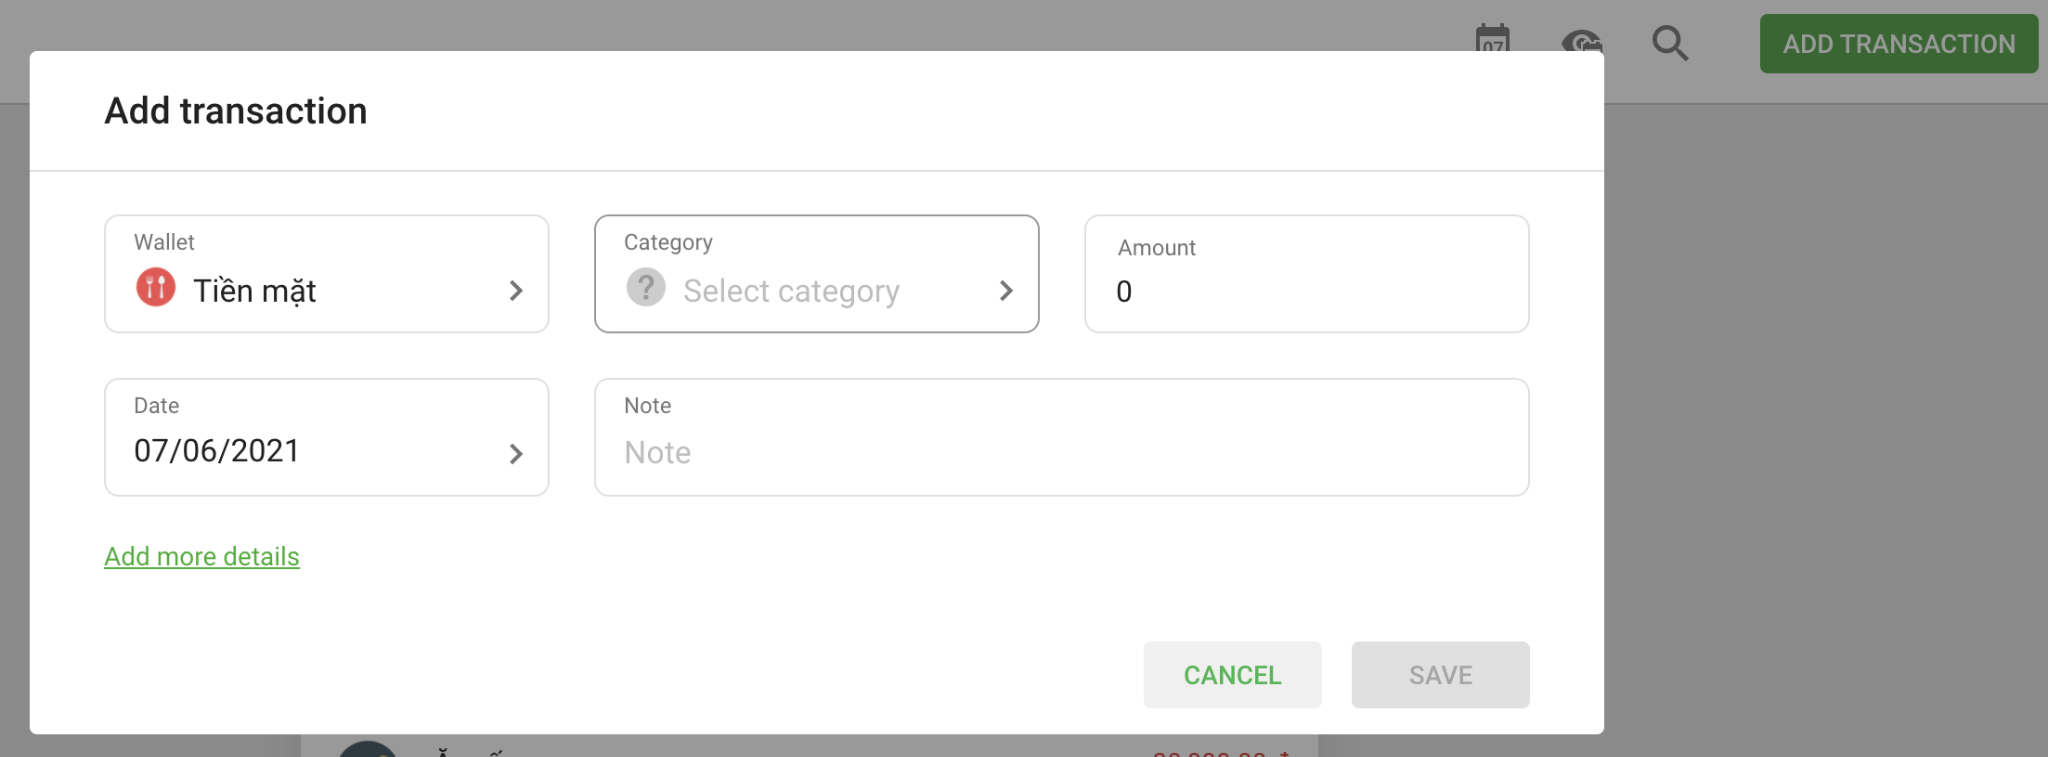 07
ADD TRANSACTION
Add transaction
Wallet
Tiền mặt
Category
? Select category
Amount
0
Date
07/06/2021
Note
Note
Add more details
CANCEL
SAVE